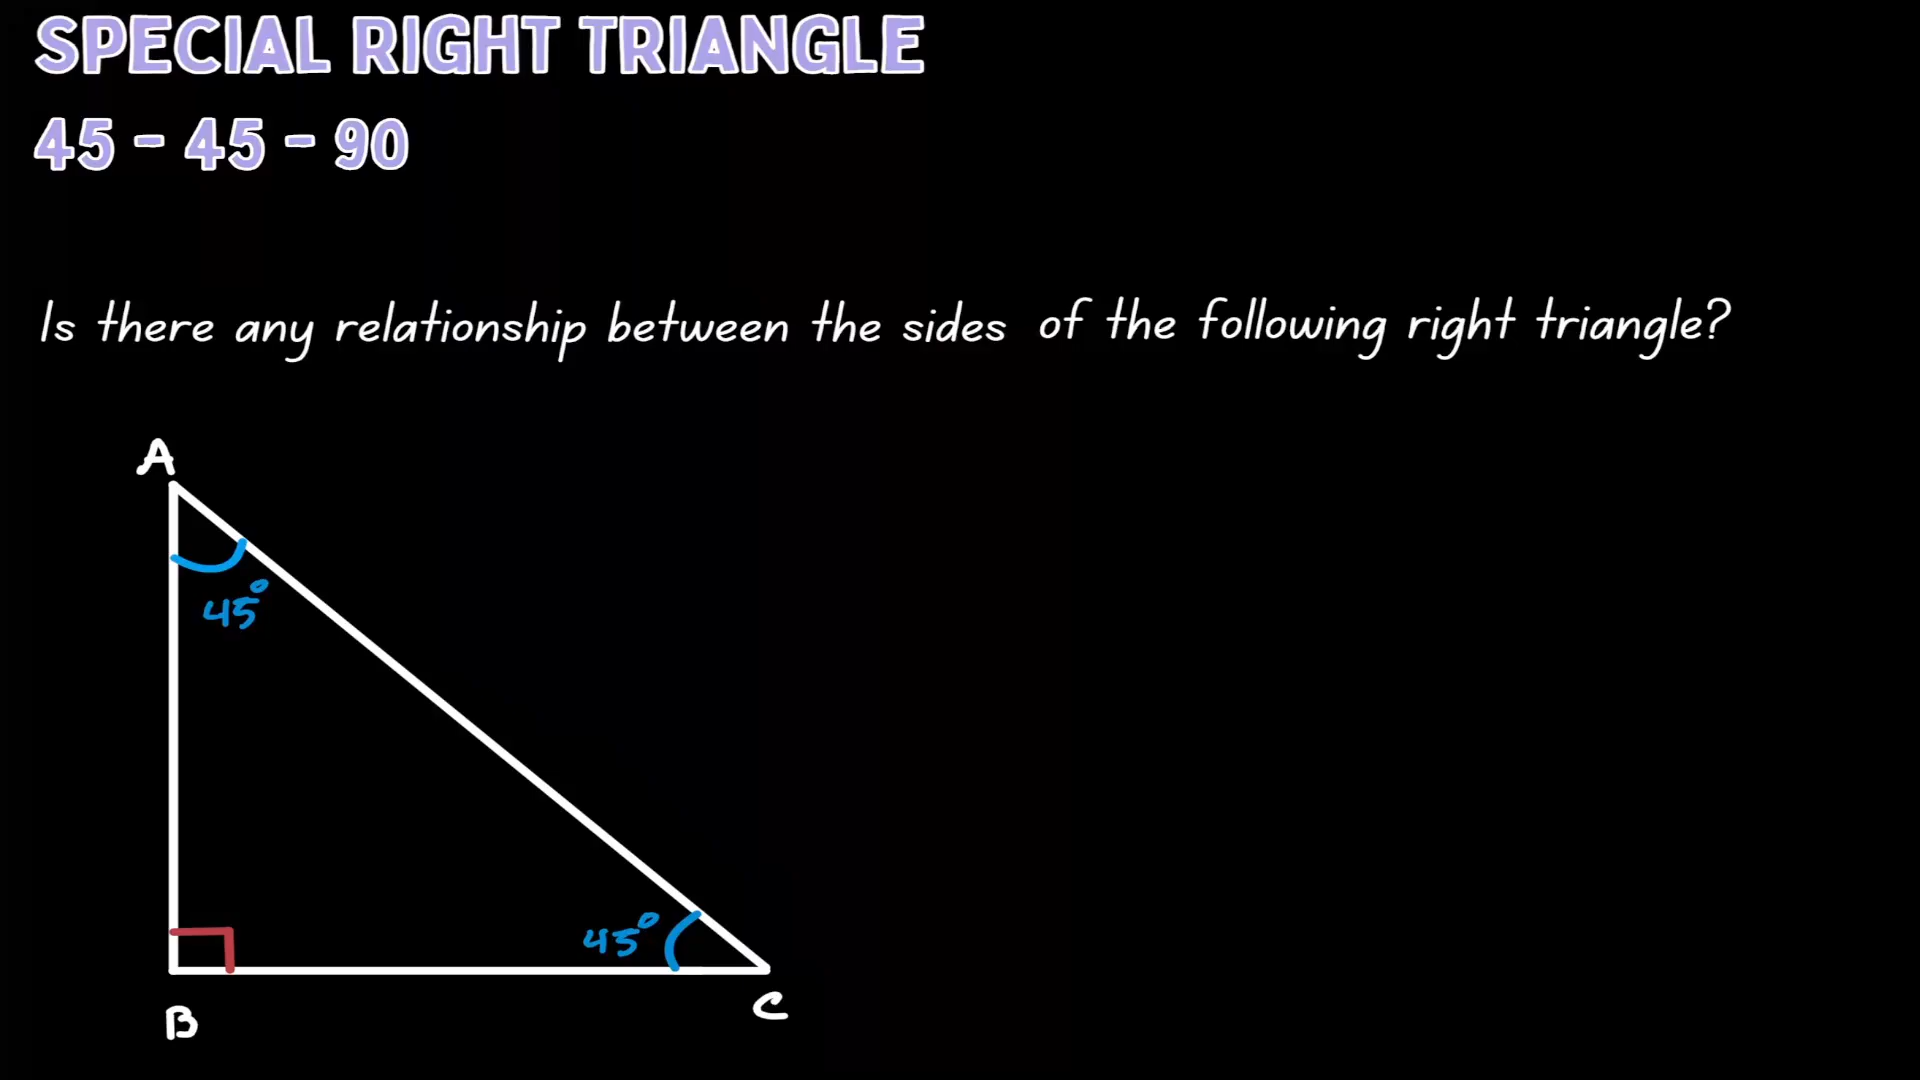 SPECIAL RIGHT TRIANGLE
45 - 45 - 90
Is there any relationship between the sides of the following right triangle?
A
45°
45°
B
C